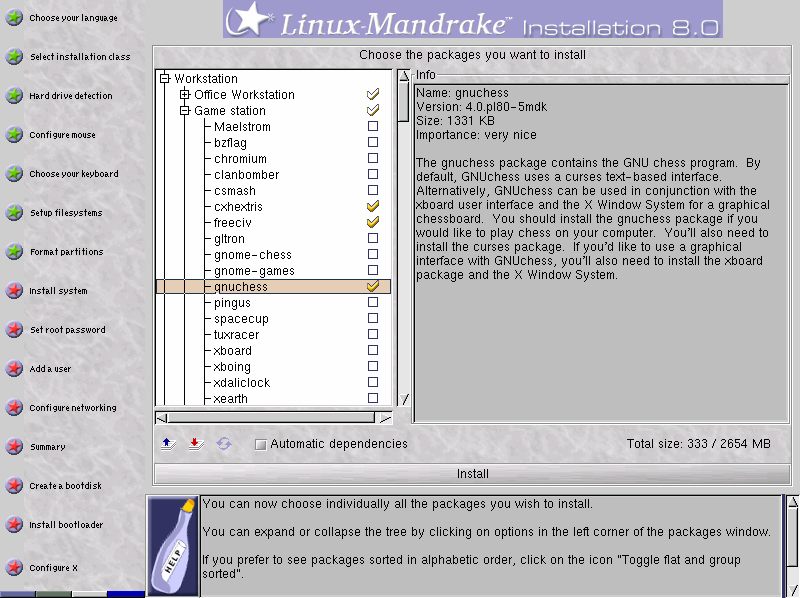 Linux-Mandrake™ Installation 8.0
Choose your language
Select installation class
Hard drive detection
Configure mouse
Choose your keyboard
Setup filesystems
Format partitions
Install system
Set root password
Add a user
Configure networking
Summary
Create a bootdisk
Install bootloader
Configure X
Choose the packages you want to install
Workstation
Office Workstation
Game station
Maelstrom
bzflag
chromium
clanbomber
csmash
cxhextris
freeciv
gltron
gnome-chess
gnome-games
gnuchess
pingus
spacecup
tuxracer
xboard
xboing
xdaliclock
xearth
Info
Name: gnuchess
Version: 4.0.pl80-5mdk
Size: 1331 KB
Importance: very nice
The gnuchess package contains the GNU chess program. By
default, GNUchess uses a curses text-based interface.
Alternatively, GNUchess can be used in conjunction with the
xboard user interface and the X Window System for a graphical
chessboard. You should install the gnuchess package if you
would like to play chess on your computer. You'll also need to
install the curses package. If you'd like to use a graphical
interface with GNUchess, you'll also need to install the xboard
package and the X Window System.
Automatic dependencies
Total size: 333 / 2654 MB
Install
HELP
You can now choose individually all the packages you wish to install.
You can expand or collapse the tree by clicking on options in the left corner of the packages window.
If you prefer to see packages sorted in alphabetic order, click on the icon "Toggle flat and group
sorted".